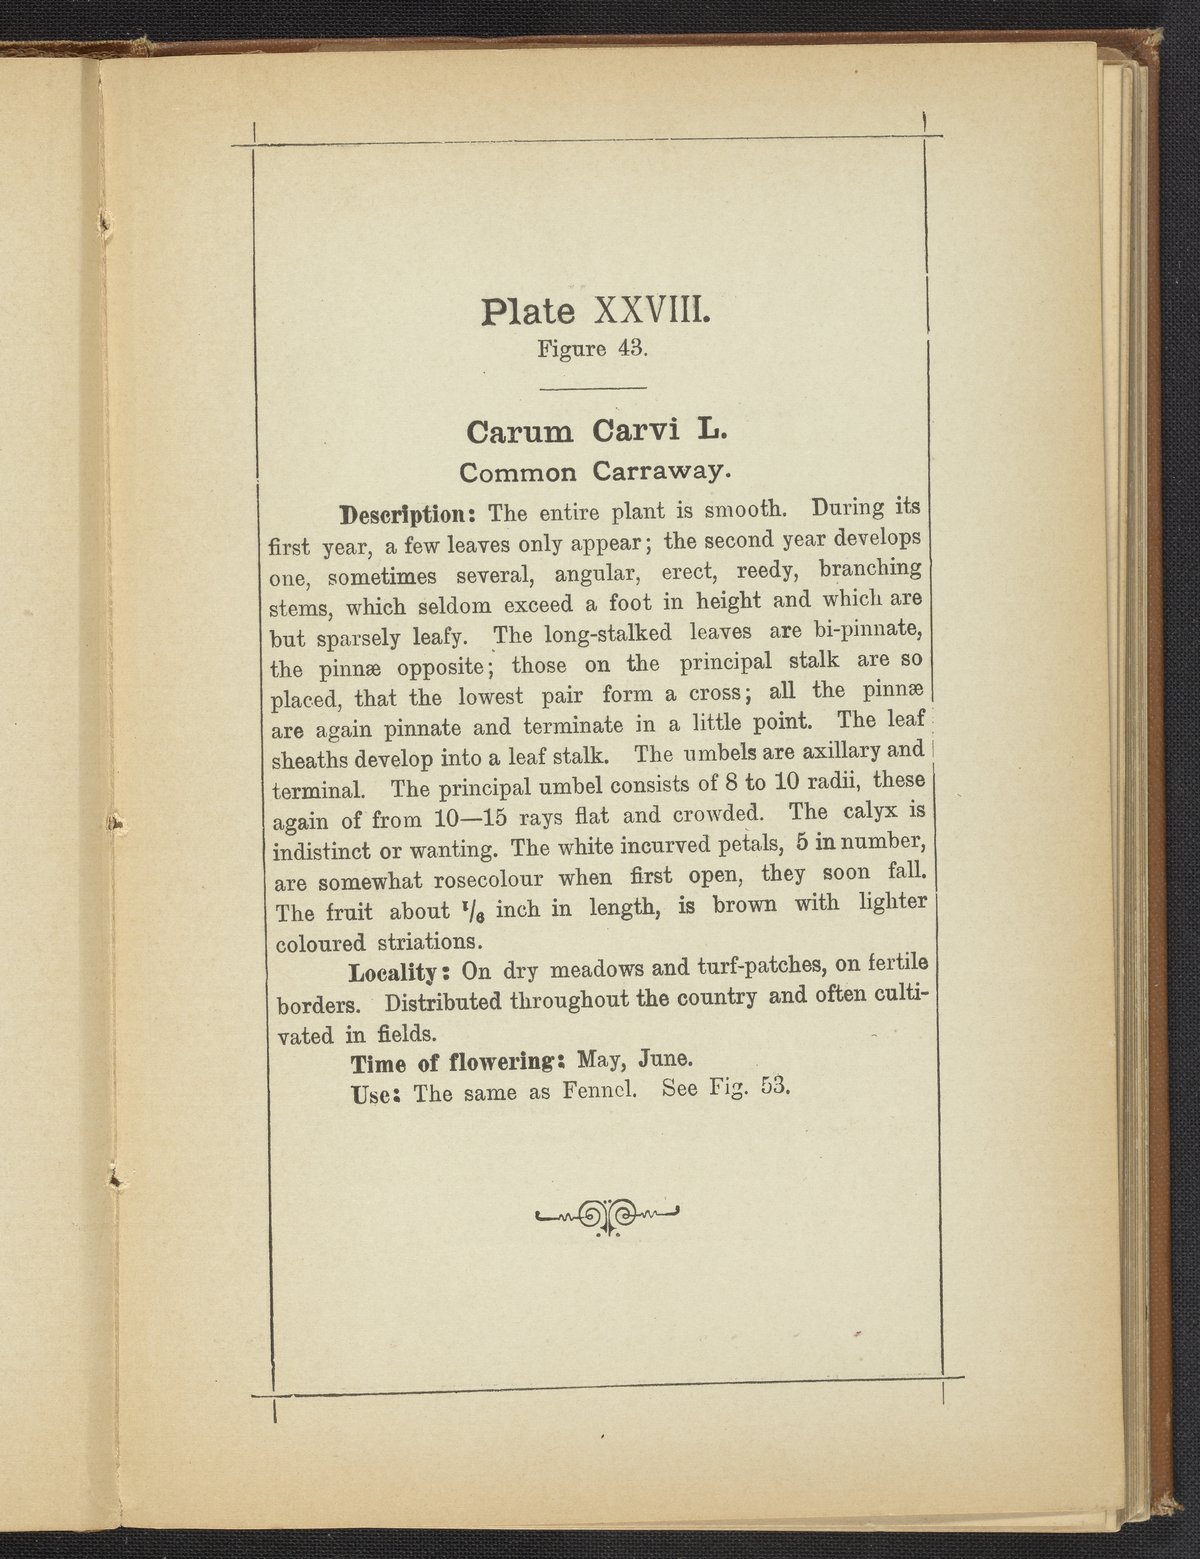 Plate XXVIII.
Figure 43.
Carum Carvi L.
Common Carraway.
Description: The entire plant is smooth. During its
first year, a few leaves only appear; the second year develops
one, sometimes several, angular, erect, reedy, branching
stems, which seldom exceed a foot in height and which are
but sparsely leafy. The long-stalked leaves are bi-pinnate,
the pinnæ opposite; those on the principal stalk are so
placed, that the lowest pair form a cross; all the pinnæ
are again pinnate and terminate in a little point. The leaf
sheaths develop into a leaf stalk. The umbels are axillary and
terminal. The principal umbel consists of 8 to 10 radii, these
again of from 10—15 rays flat and crowded. The calyx is
indistinct or wanting. The white incurved petals, 5 in number,
are somewhat rosecolour when first open, they soon fall.
The fruit about 1/6 inch in length, is brown with lighter
coloured striations.
Locality: On dry meadows and turf-patches, on fertile
borders. Distributed throughout the country and often culti-
vated in fields.
Time of flowering: May, June.
Use: The same as Fennel. See Fig. 53.